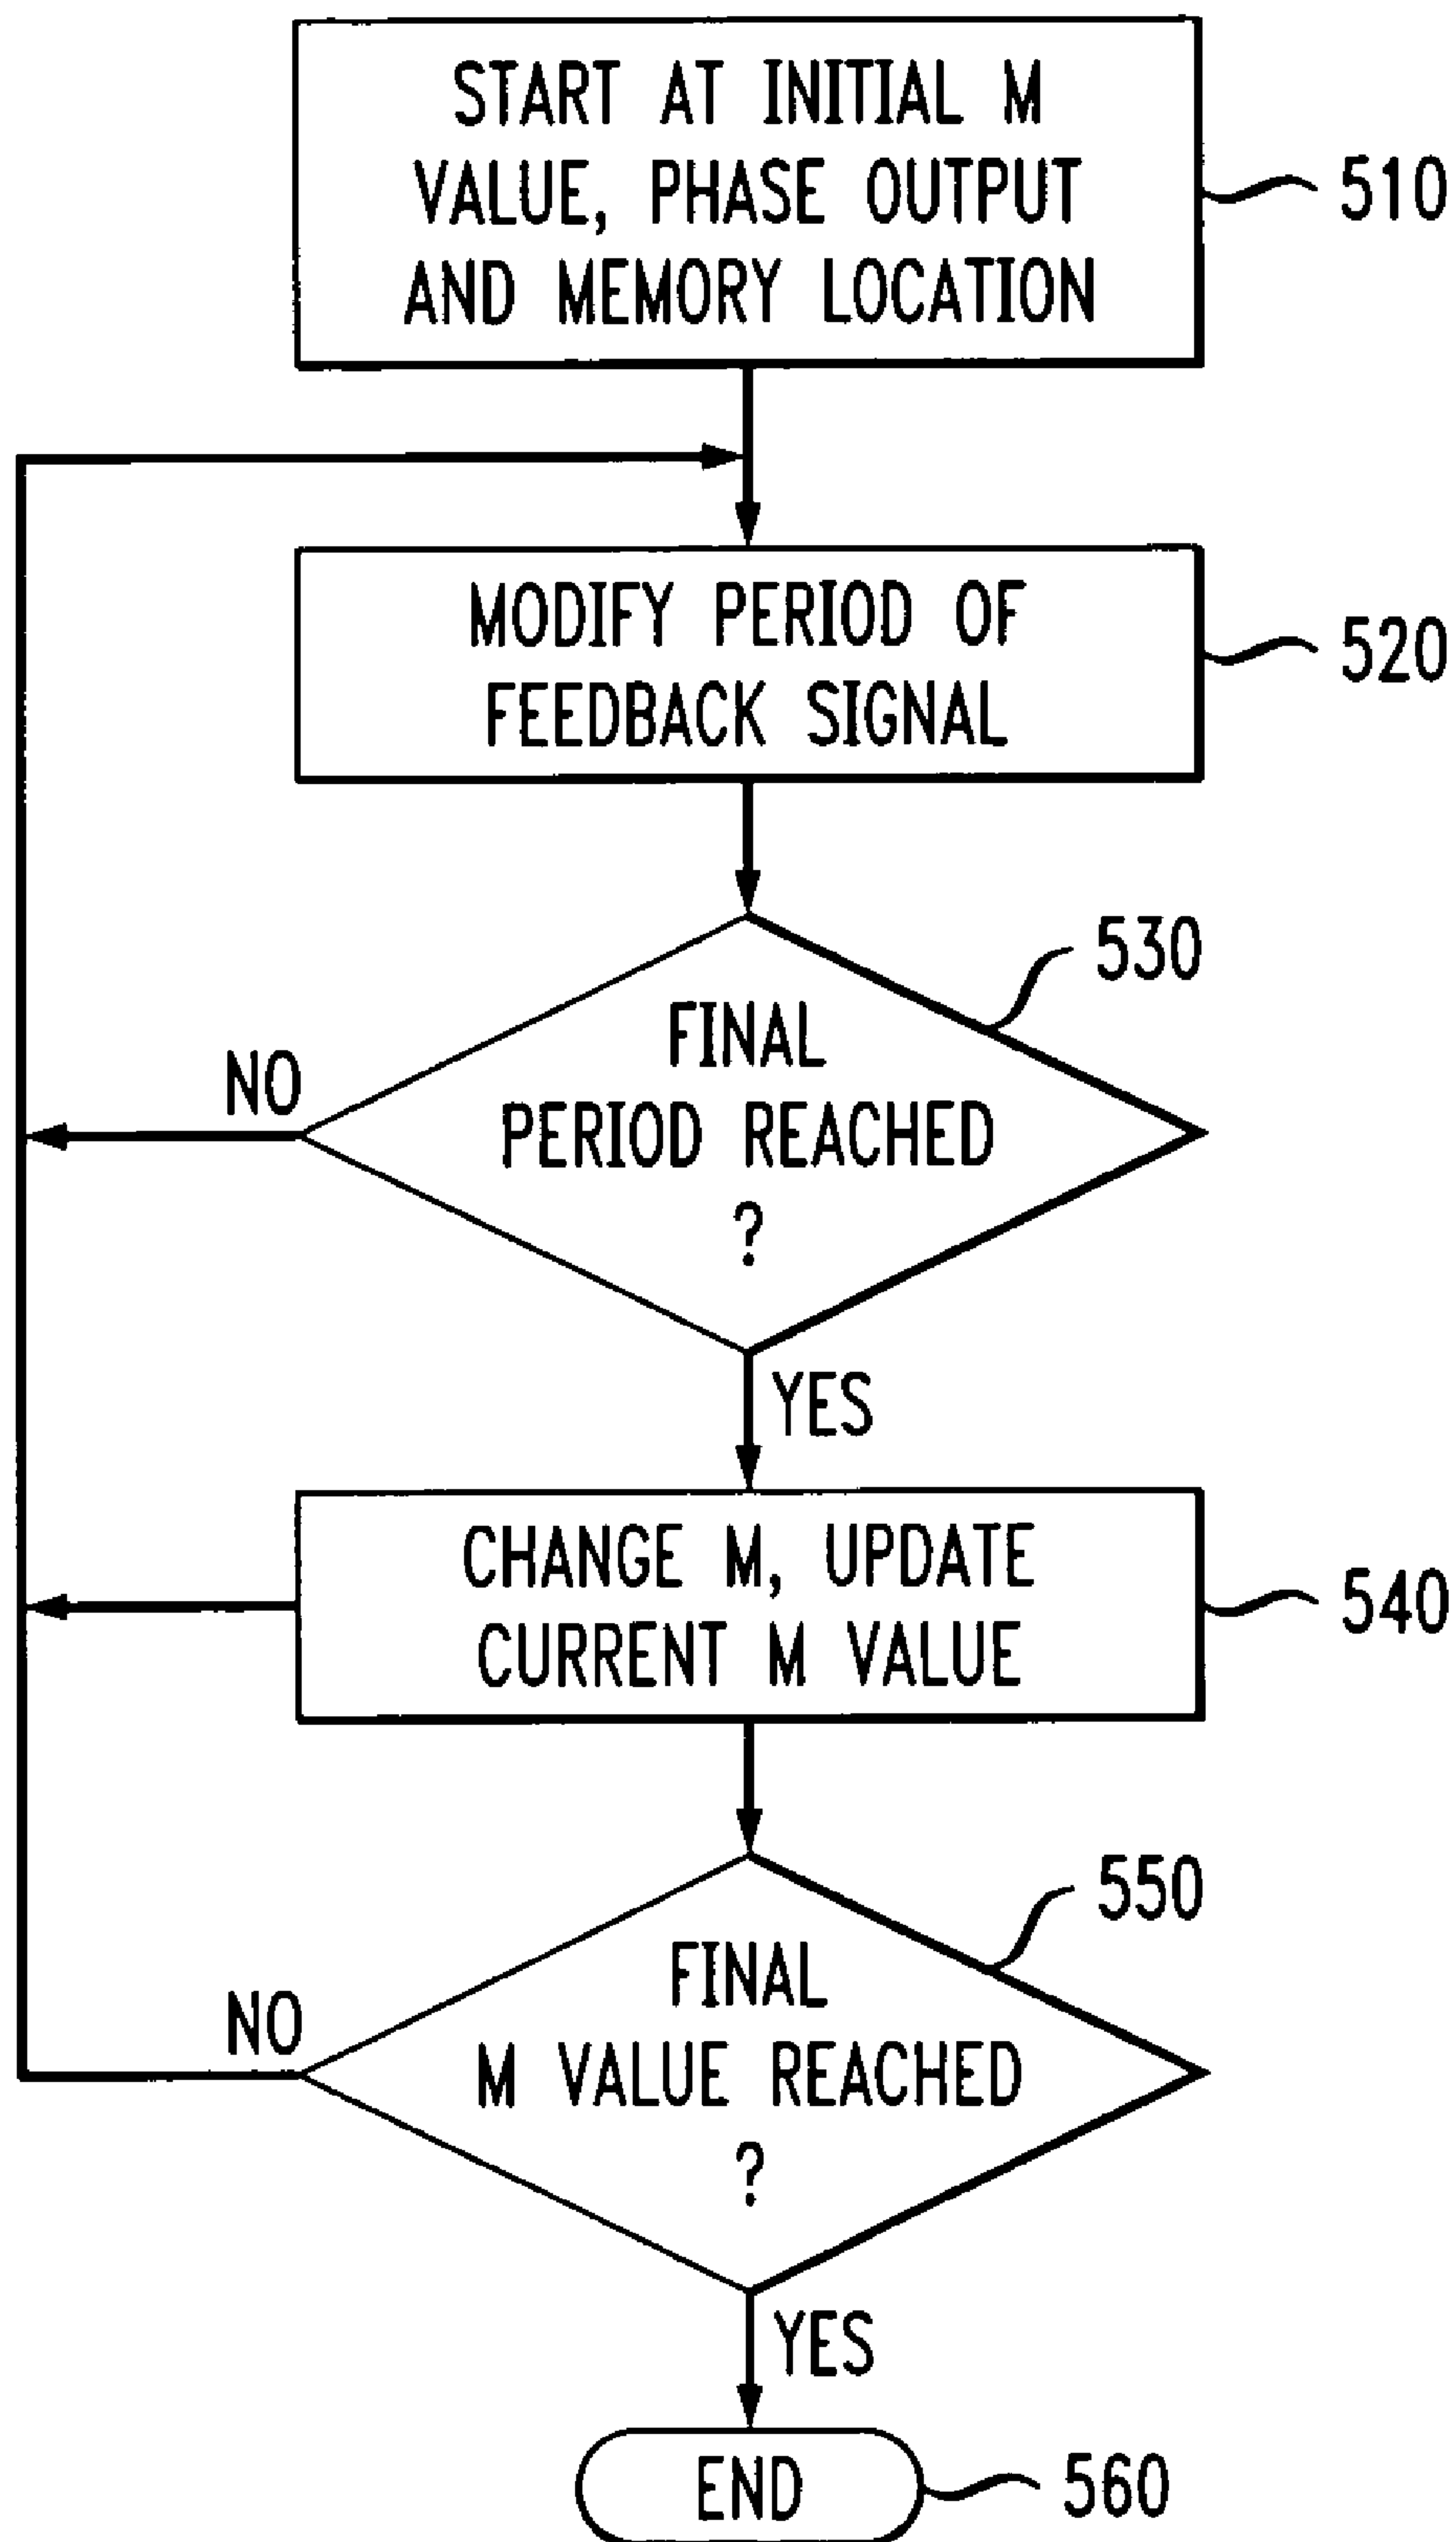 START AT INITIAL M
VALUE, PHASE OUTPUT
AND MEMORY LOCATION
510
MODIFY PERIOD OF
FEEDBACK SIGNAL
520
530
FINAL
PERIOD REACHED
?
NO
YES
CHANGE M, UPDATE
CURRENT M VALUE
540
550
FINAL
M VALUE REACHED
?
NO
YES
END
560